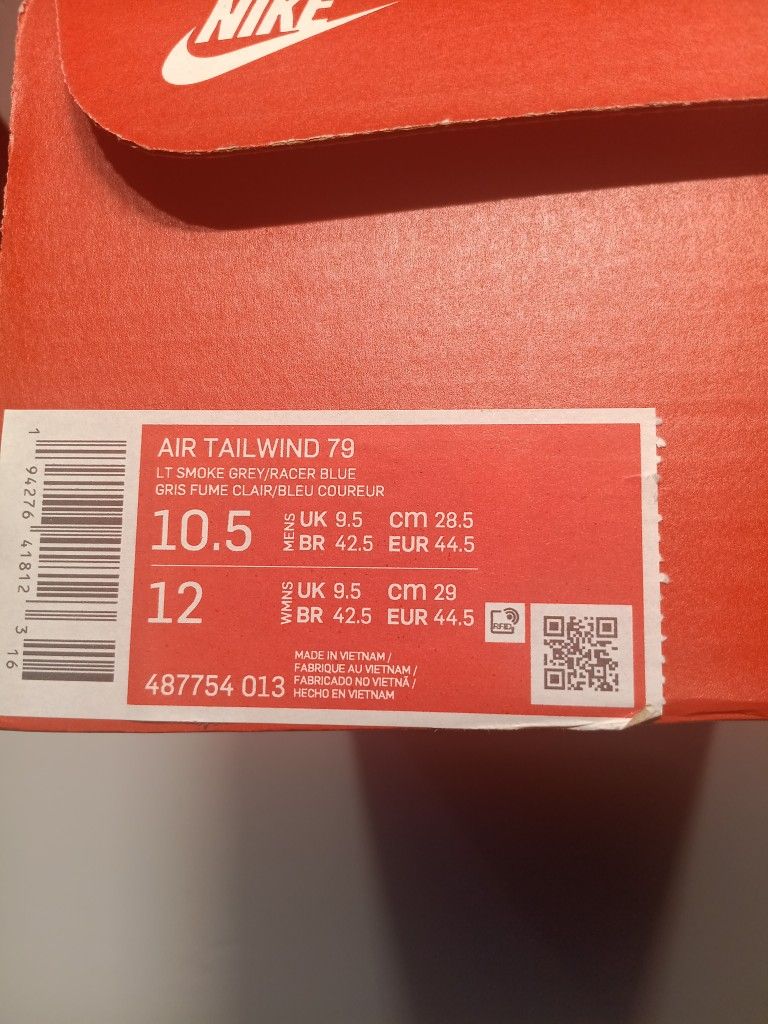 NIKE
AIR TAILWIND 79
LT SMOKE GREY/RACER BLUE
GRIS FUME CLAIR/BLEU COUREUR
10.5 MENS UK 9.5 cm 28.5
BR 42.5 EUR 44.5
12 WMNS UK 9.5 cm 29
BR 42.5 EUR 44.5
RFID
487754 013
MADE IN VIETNAM /
FABRIQUE AU VIETNAM /
FABRICADO NO VIETNÃ /
HECHO EN VIETNAM
1 94276 41812 3 16